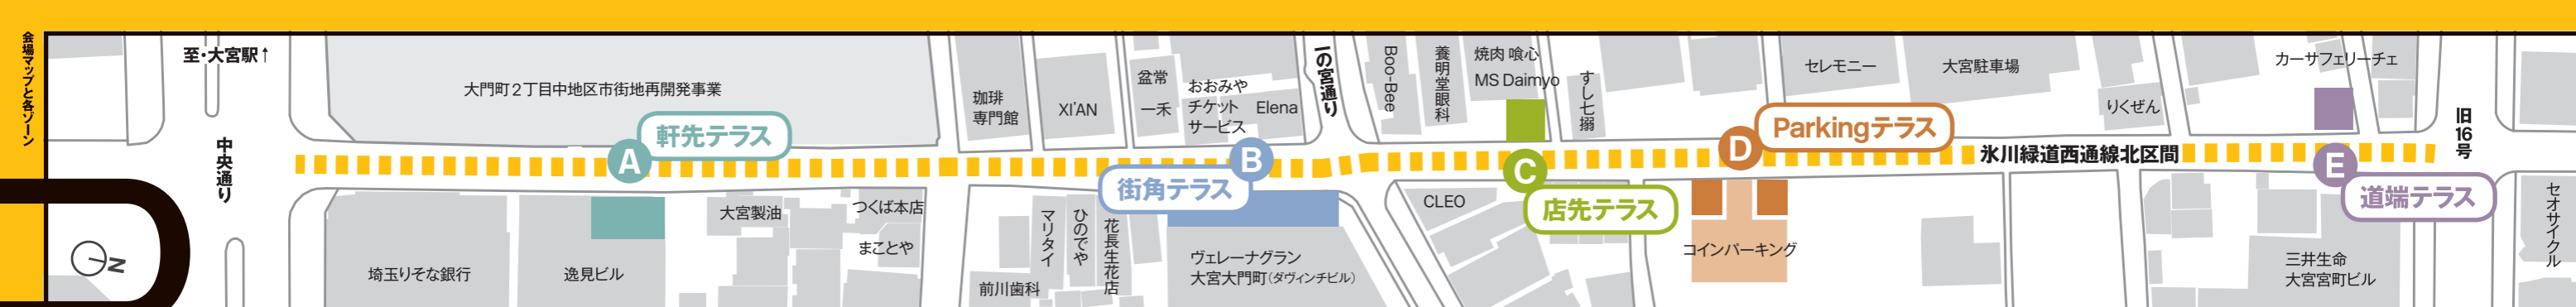 会場マップと各ゾーン
至・大宮駅↑
中央通り
N
大門町2丁目中地区市街地再開発事業
A
軒先テラス
埼玉りそな銀行
逸見ビル
大宮製油
つくば本店
まことや
珈琲
専門館
XI'AN
盆常
一禾
おおみや
チケット
サービス
Elena
一の宮通り
B
街角テラス
前川歯科
マリタイ
ひのでや
花長生花店
ヴェレーナグラン
大宮大門町(ダヴィンチビル)
Boo-Bee
養明堂眼科
焼肉 喰心
MS Daimyo
すし七搦
C
店先テラス
CLEO
D
Parkingテラス
コインパーキング
セレモニー
大宮駐車場
りくぜん
氷川緑道西通線北区間
カーサフェリーチェ
E
道端テラス
三井生命
大宮宮町ビル
旧16号
セオサイクル